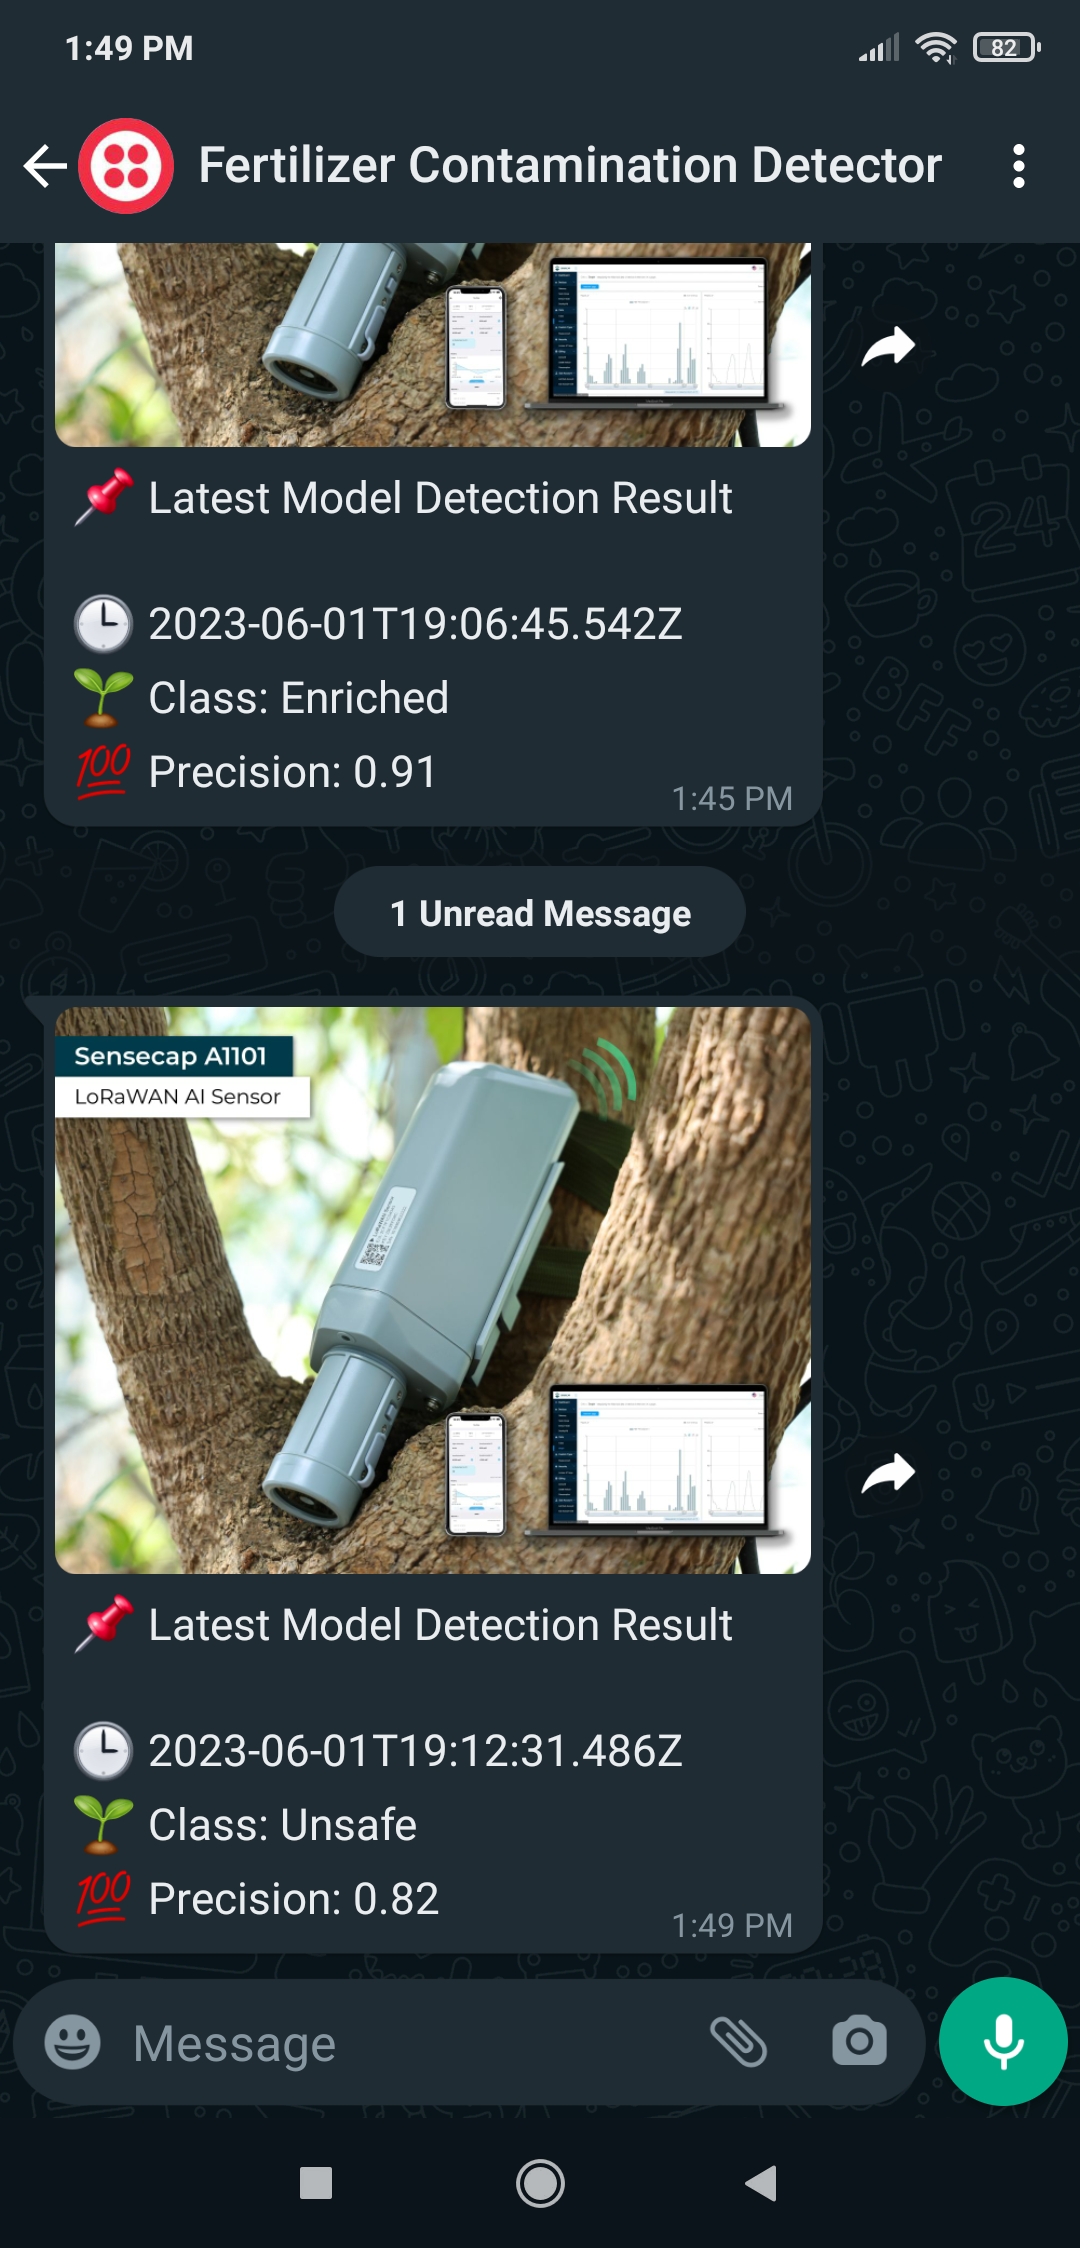 1:49 PM
82
Fertilizer Contamination Detector
📌 Latest Model Detection Result
🕒 2023-06-01T19:06:45.542Z
🌱 Class: Enriched
💯 Precision: 0.91
1:45 PM
1 Unread Message
Sensecap A1101
LoRaWAN AI Sensor
📌 Latest Model Detection Result
🕒 2023-06-01T19:12:31.486Z
🌱 Class: Unsafe
💯 Precision: 0.82
1:49 PM
Message